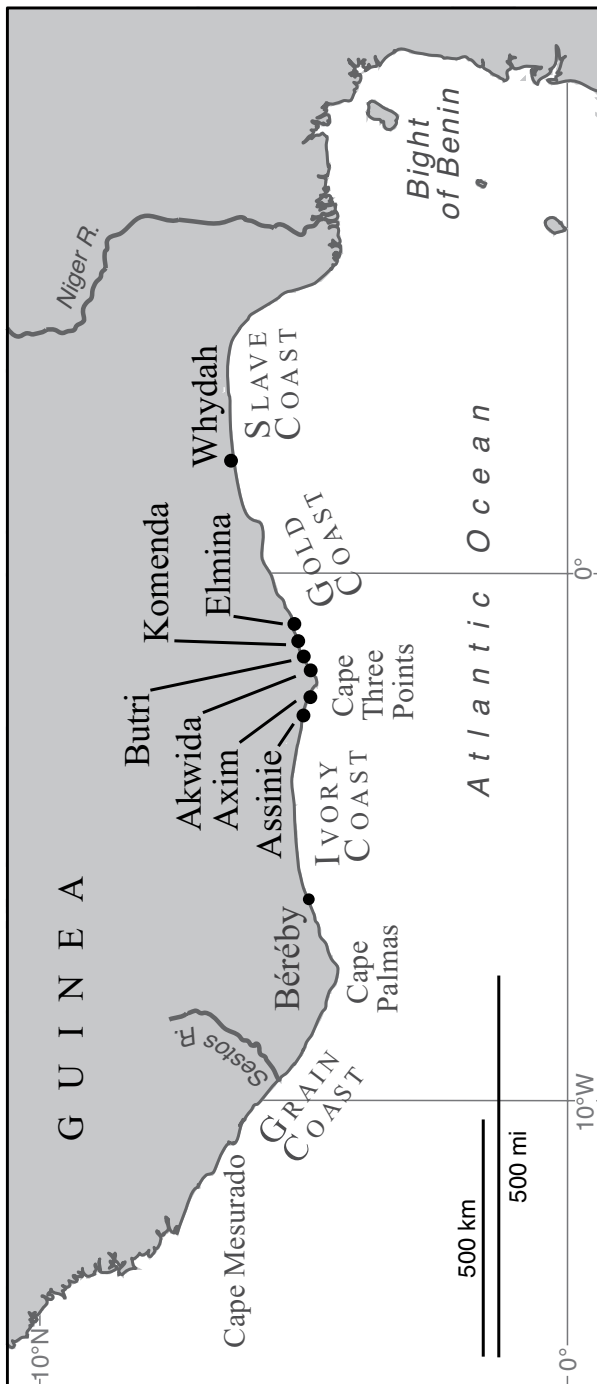 10°N
GUINEA
Niger R.
Sestos
R.
Butri
Komenda
Akwida
Axim
Elmina
Assinie
Whydah
Béréby
Cape Mesurado
GRAIN
COAST
Cape
Palmas
IVORY
COAST
Cape
Three
Points
GOLD
COAST
SLAVE
COAST
Bight
of Benin
Atlantic Ocean
500 km
500 mi
0°
10°W
0°